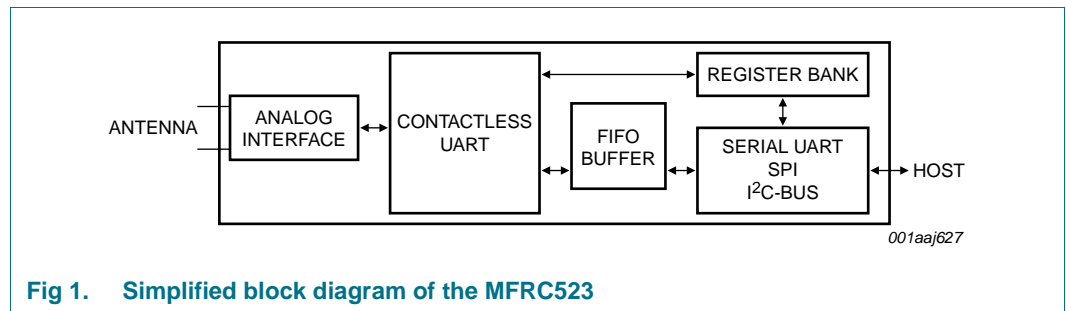 ANTENNA
ANALOG
INTERFACE
CONTACTLESS
UART
FIFO
BUFFER
REGISTER BANK
SERIAL UART
SPI
I²C-BUS
HOST
001aaj627
Fig 1. Simplified block diagram of the MFRC523